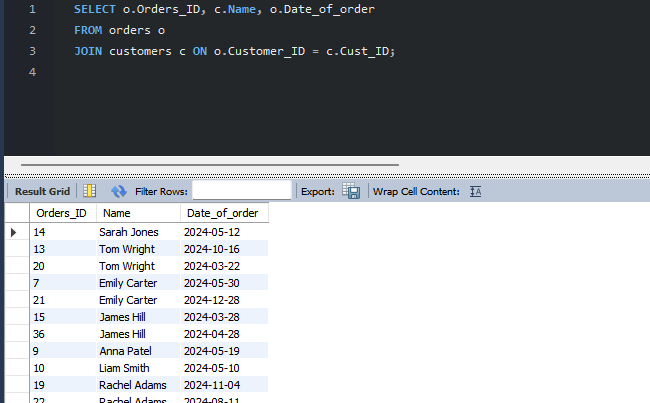 1 SELECT o.Orders_ID, c.Name, o.Date_of_order
2 FROM orders o
3 JOIN customers c ON o.Customer_ID = c.Cust_ID;
4
Result Grid Filter Rows: Export: Wrap Cell Content:
Orders_ID Name Date_of_order
14 Sarah Jones 2024-05-12
13 Tom Wright 2024-10-16
20 Tom Wright 2024-03-22
7 Emily Carter 2024-05-30
21 Emily Carter 2024-12-28
15 James Hill 2024-03-28
36 James Hill 2024-04-28
9 Anna Patel 2024-05-19
10 Liam Smith 2024-05-10
19 Rachel Adams 2024-11-04
22 Rachel Adams 2024-08-11